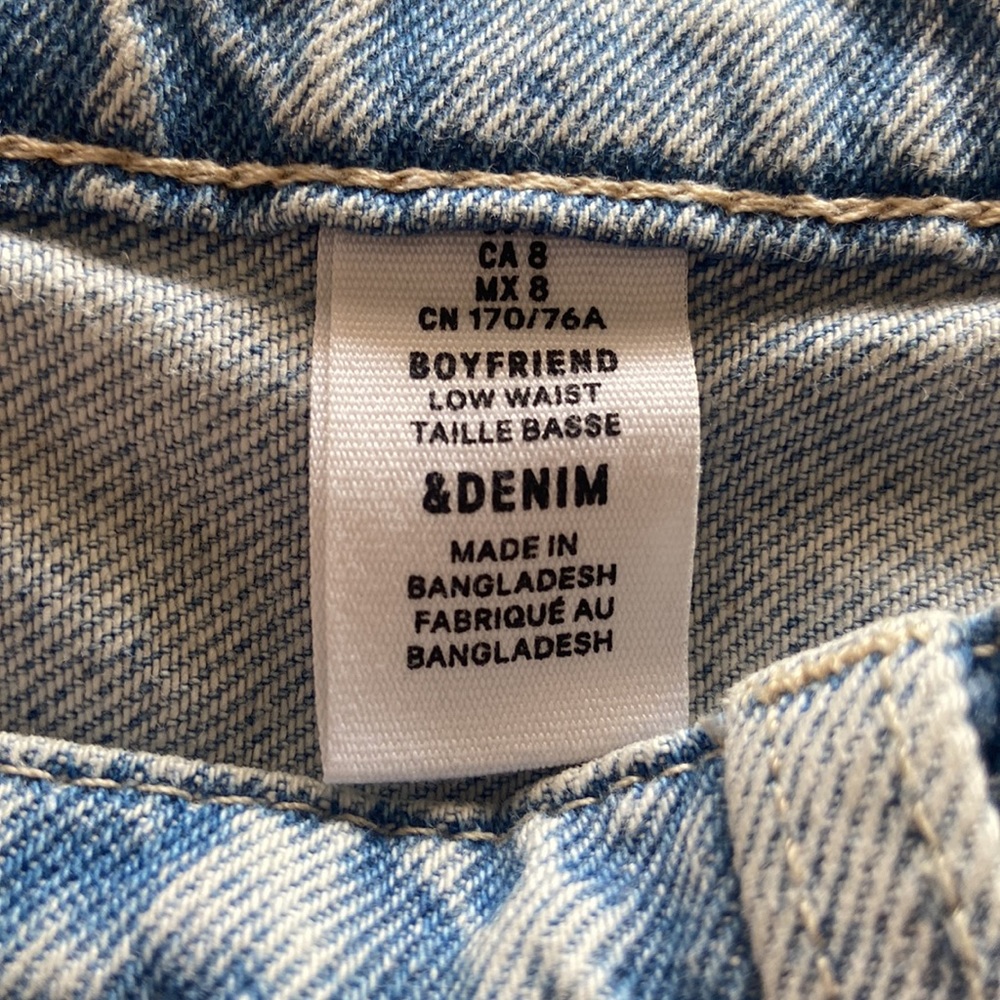 CA 8
MX 8
CN 170/76A
BOYFRIEND
LOW WAIST
TAILLE BASSE
&DENIM
MADE IN
BANGLADESH
FABRIQUÉ AU
BANGLADESH